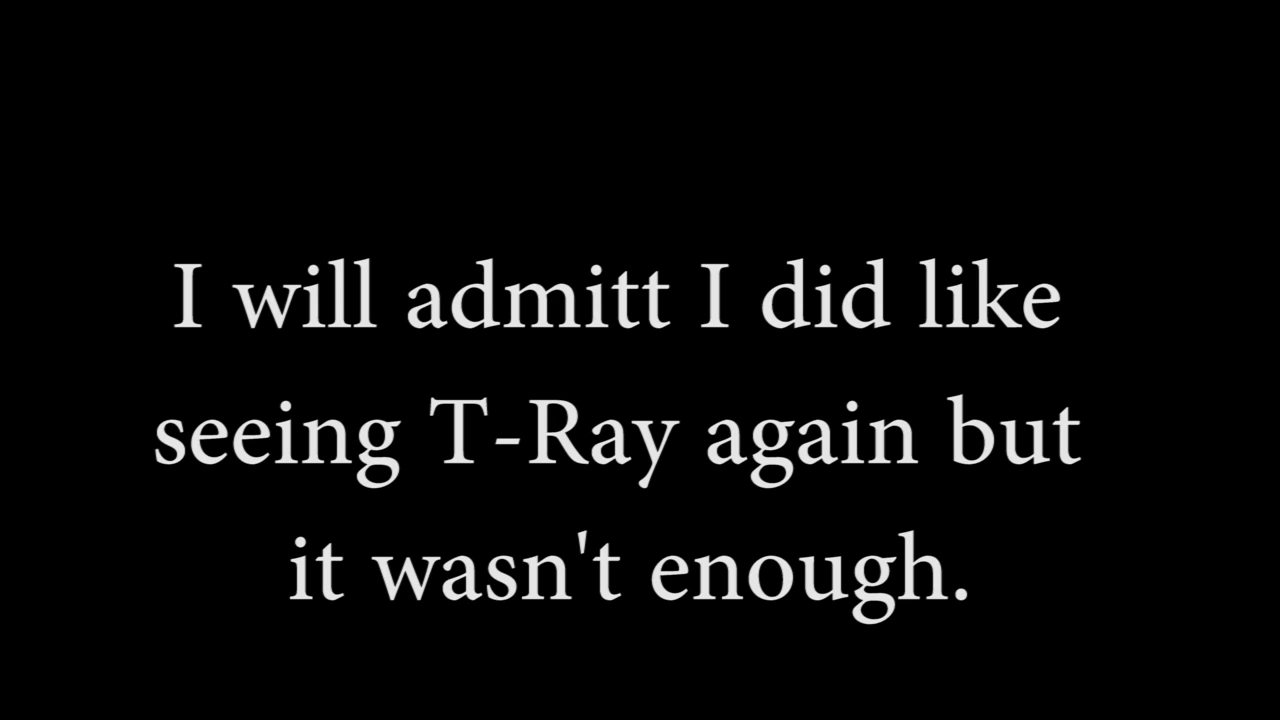 I will admitt I did like
seeing T-Ray again but
it wasn't enough.